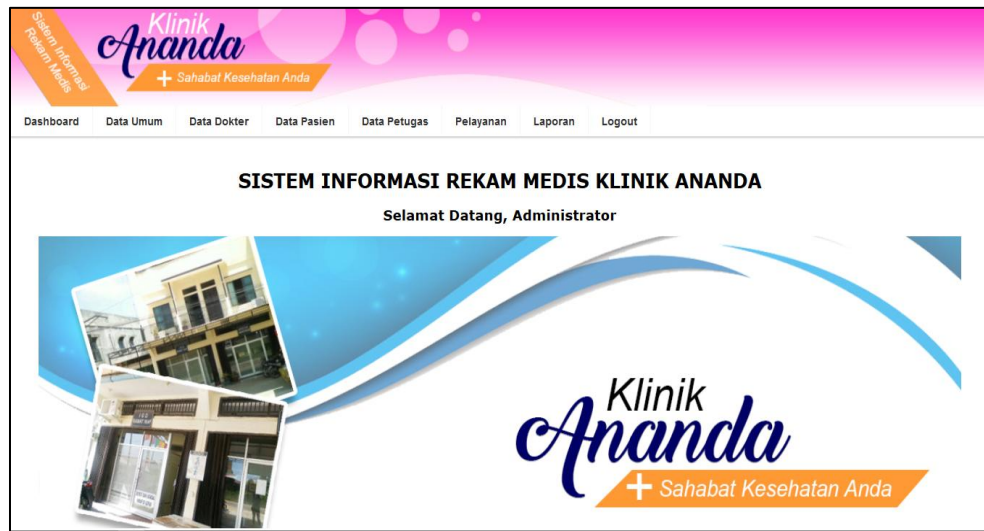 Sistem Informasi
Rekam Medis
Klinik
Ananda
+ Sahabat Kesehatan Anda
Dashboard Data Umum Data Dokter Data Pasien Data Petugas Pelayanan Laporan Logout
SISTEM INFORMASI REKAM MEDIS KLINIK ANANDA
Selamat Datang, Administrator
Klinik
Ananda
+ Sahabat Kesehatan Anda